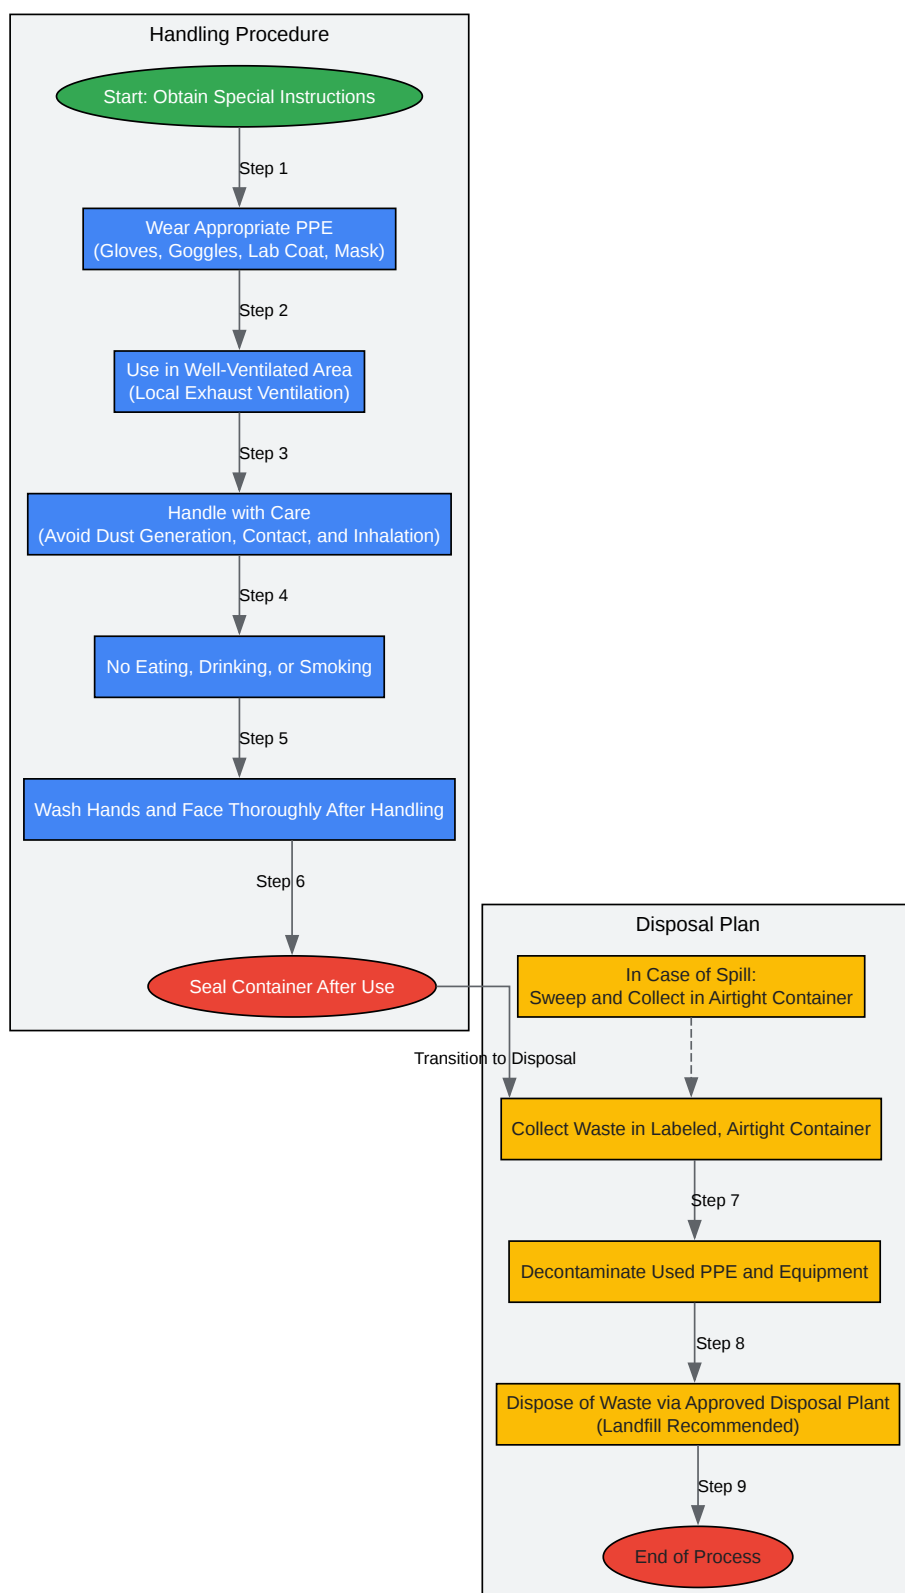 Handling Procedure
Start: Obtain Special Instructions
Step 1
Wear Appropriate PPE
(Gloves, Goggles, Lab Coat, Mask)
Step 2
Use in Well-Ventilated Area
(Local Exhaust Ventilation)
Step 3
Handle with Care
(Avoid Dust Generation, Contact, and Inhalation)
Step 4
No Eating, Drinking, or Smoking
Step 5
Wash Hands and Face Thoroughly After Handling
Step 6
Seal Container After Use
Transition to Disposal
Disposal Plan
In Case of Spill:
Sweep and Collect in Airtight Container
Collect Waste in Labeled, Airtight Container
Step 7
Decontaminate Used PPE and Equipment
Step 8
Dispose of Waste via Approved Disposal Plant
(Landfill Recommended)
Step 9
End of Process